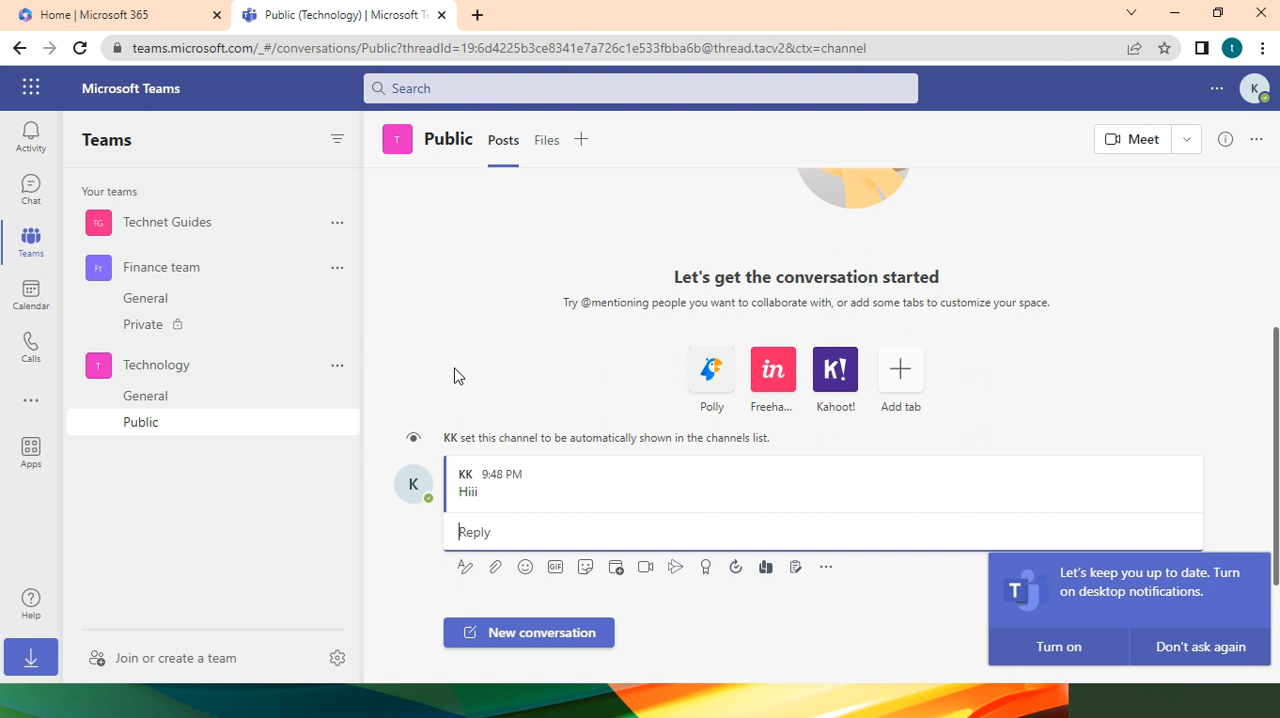 Home | Microsoft 365
Public (Technology) | Microsoft Te
teams.microsoft.com/_#/conversations/Public?threadId=19:6d4225b3ce8341e7a726c1e533fbba6b@thread.tacv2&ctx=channel
t
Microsoft Teams
Search
K
Activity
Chat
Teams
Calendar
Calls
Apps
Help
Teams
Your teams
TG Technet Guides
Ft Finance team
General
Private
T Technology
General
Public
Join or create a team
T Public Posts Files
Meet
Let's get the conversation started
Try @mentioning people you want to collaborate with, or add some tabs to customize your space.
in K!
Polly Freeha... Kahoot! Add tab
KK set this channel to be automatically shown in the channels list.
K
KK 9:48 PM
Hiii
Reply
GIF
New conversation
T
Let's keep you up to date. Turn
on desktop notifications.
Turn on Don't ask again